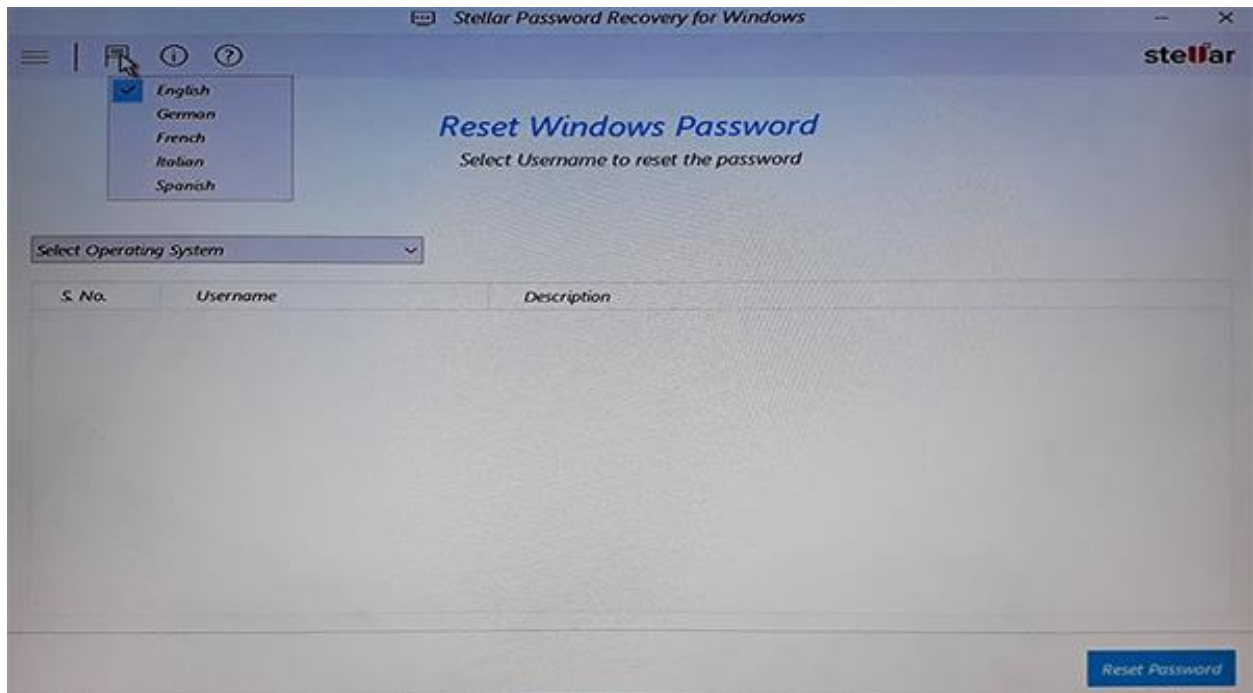 Stellar Password Recovery for Windows
stellar
English
German
French
Italian
Spanish
Reset Windows Password
Select Username to reset the password
Select Operating System
S. No. Username Description
Reset Password